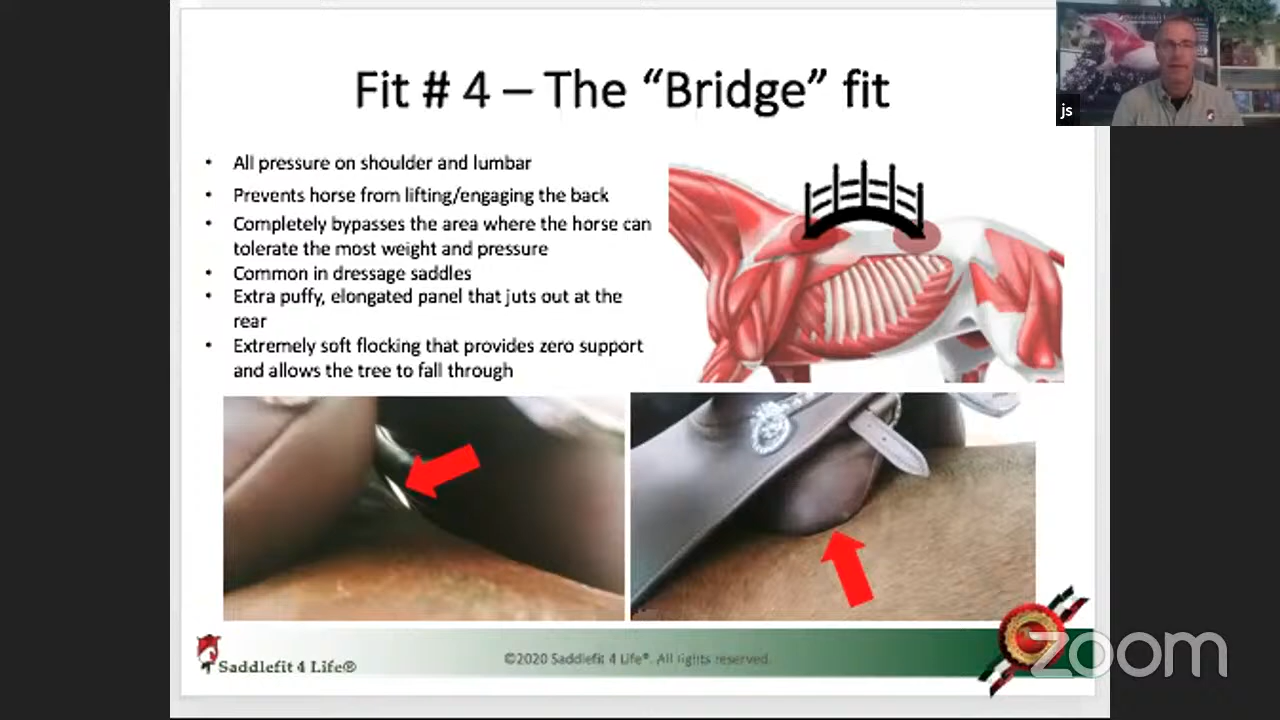 Fit # 4 – The “Bridge” fit
js
• All pressure on shoulder and lumbar
• Prevents horse from lifting/engaging the back
• Completely bypasses the area where the horse can
tolerate the most weight and pressure
• Common in dressage saddles
• Extra puffy, elongated panel that juts out at the
rear
• Extremely soft flocking that provides zero support
and allows the tree to fall through
Saddlefit 4 Life®
©2020 Saddlefit 4 Life®. All rights reserved.
zoom